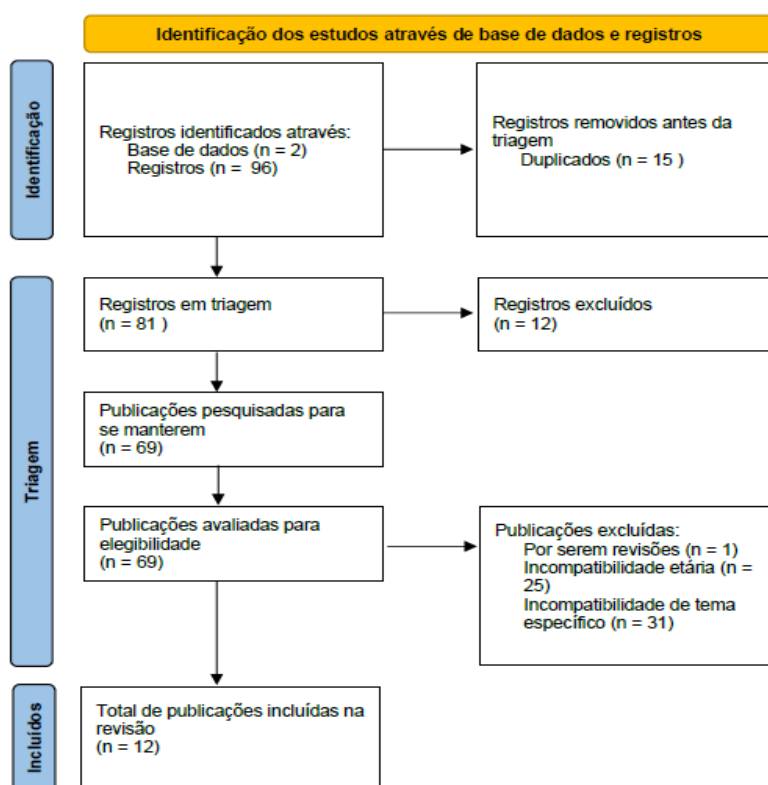 Identificação dos estudos através de base de dados e registros
Identificação
Registros identificados através:
Base de dados (n = 2)
Registros (n = 96)
Registros removidos antes da
triagem
Duplicados (n = 15 )
Triagem
Registros em triagem
(n = 81 )
Registros excluídos
(n = 12)
Publicações pesquisadas para
se manterem
(n = 69)
Publicações avaliadas para
elegibilidade
(n = 69)
Publicações excluídas:
Por serem revisões (n = 1)
Incompatibilidade etária (n =
25)
Incompatibilidade de tema
específico (n = 31)
Incluídos
Total de publicações incluídas na
revisão
(n = 12)